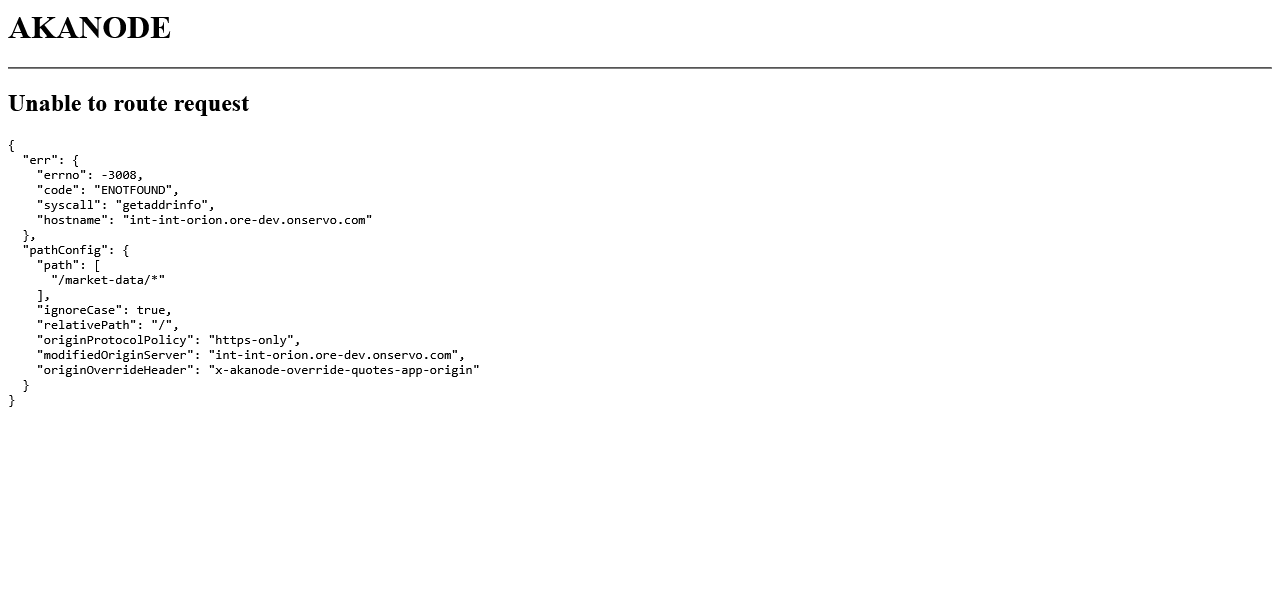 AKANODE
Unable to route request
{
  "err": {
    "errno": -3008,
    "code": "ENOTFOUND",
    "syscall": "getaddrinfo",
    "hostname": "int-int-orion.ore-dev.onservo.com"
  },
  "pathConfig": {
    "path": [
      "/market-data/*"
    ],
    "ignoreCase": true,
    "relativePath": "/",
    "originProtocolPolicy": "https-only",
    "modifiedOriginServer": "int-int-orion.ore-dev.onservo.com",
    "originOverrideHeader": "x-akanode-override-quotes-app-origin"
  }
}